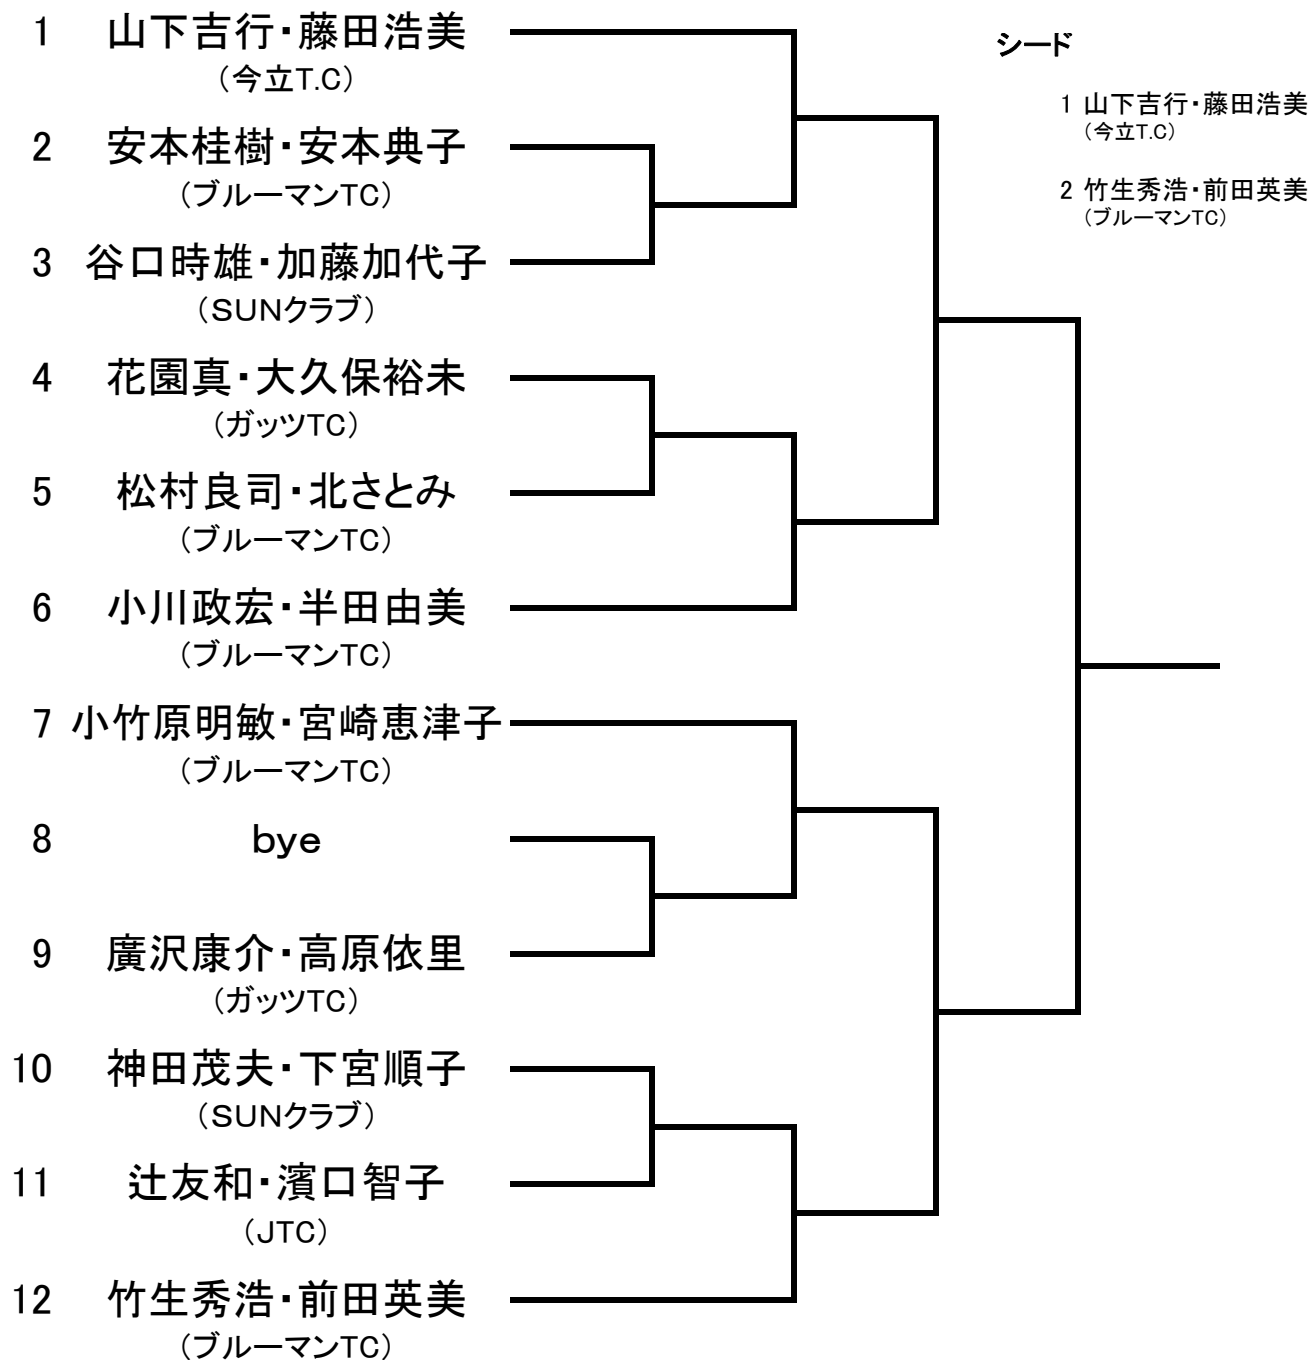 1 山下吉行・藤田浩美
（今立T.C）
2 安本桂樹・安本典子
（ブルーマンTC）
3 谷口時雄・加藤加代子
（SUNクラブ）
4 花園真・大久保裕未
（ガッツTC）
5 松村良司・北さとみ
（ブルーマンTC）
6 小川政宏・半田由美
（ブルーマンTC）
7 小竹原明敏・宮崎恵津子
（ブルーマンTC）
8 bye
9 廣沢康介・高原依里
（ガッツTC）
10 神田茂夫・下宮順子
（SUNクラブ）
11 辻友和・濱口智子
（JTC）
12 竹生秀浩・前田英美
（ブルーマンTC）
シード
1 山下吉行・藤田浩美
（今立T.C）
2 竹生秀浩・前田英美
（ブルーマンTC）